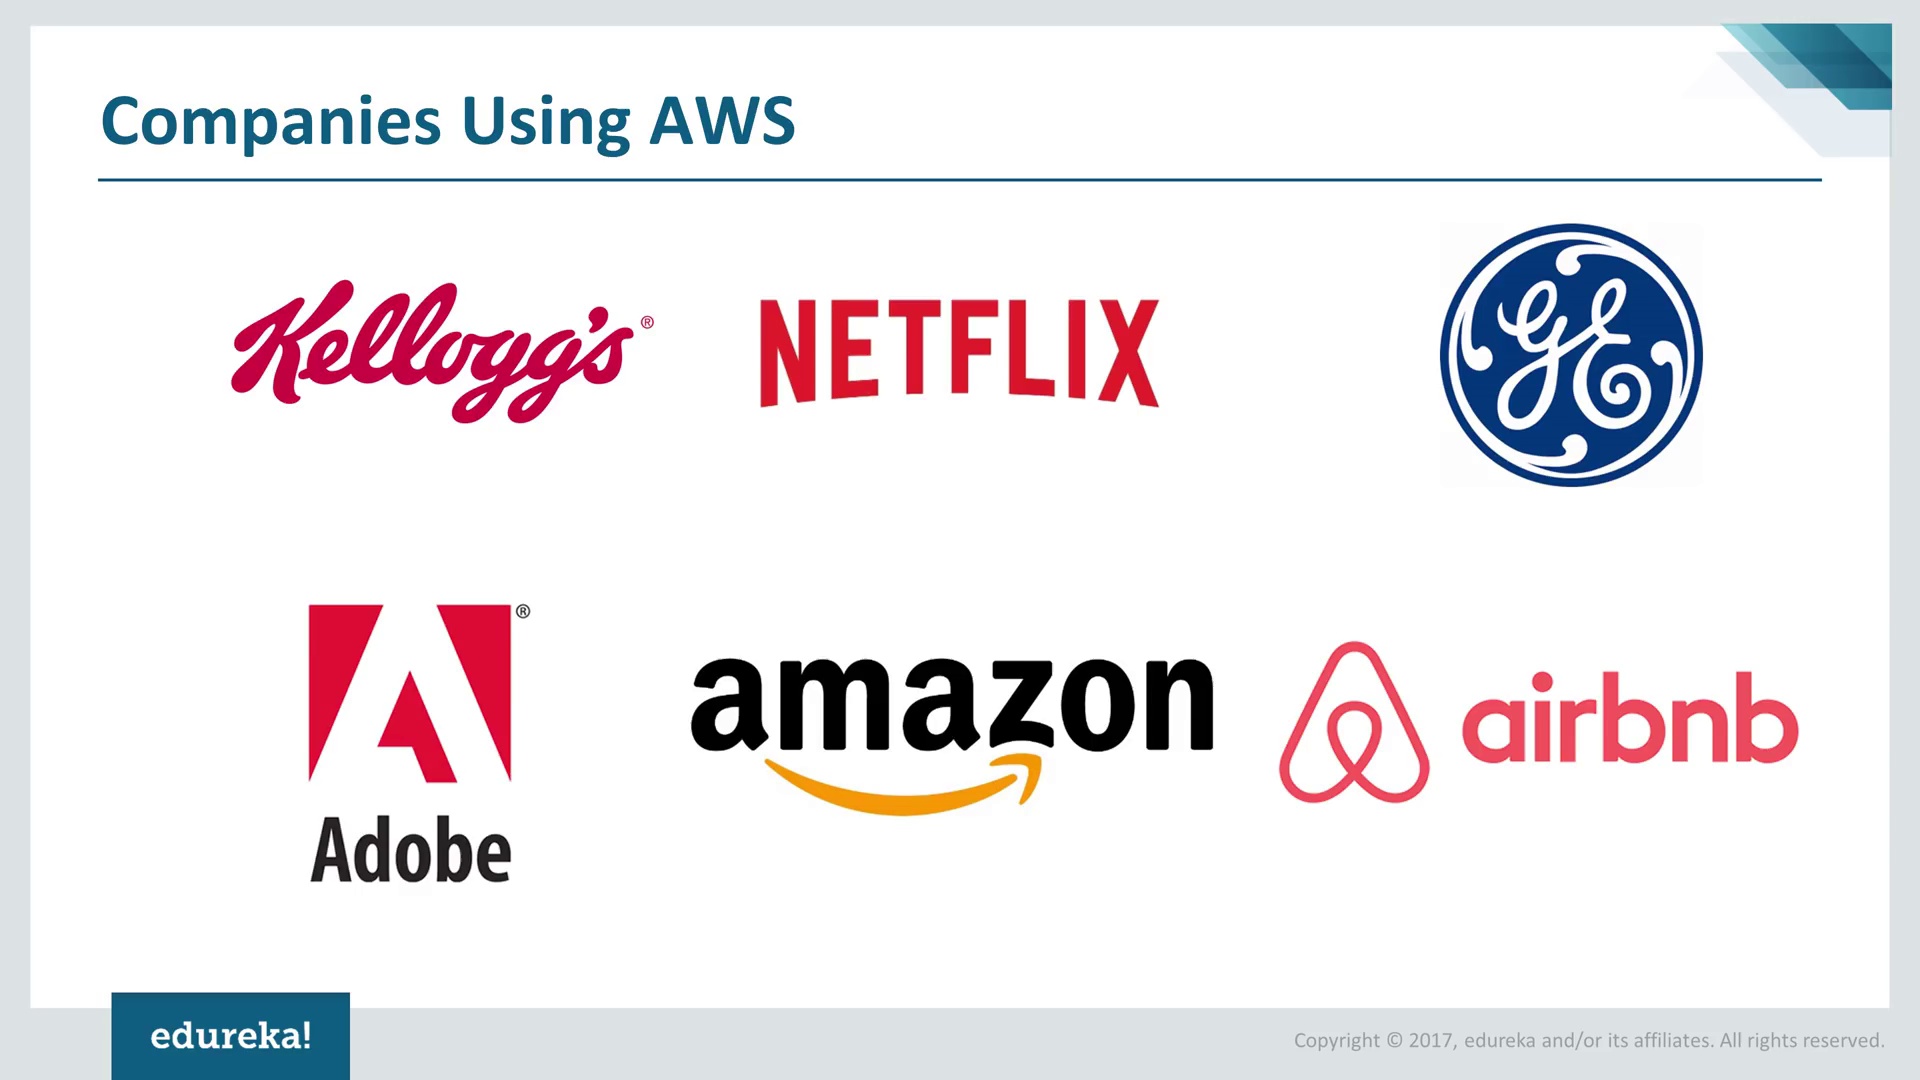 Companies Using AWS
Kellogg's®
NETFLIX
GE
®
Adobe
amazon
airbnb
edureka!
Copyright © 2017, edureka and/or its affiliates. All rights reserved.